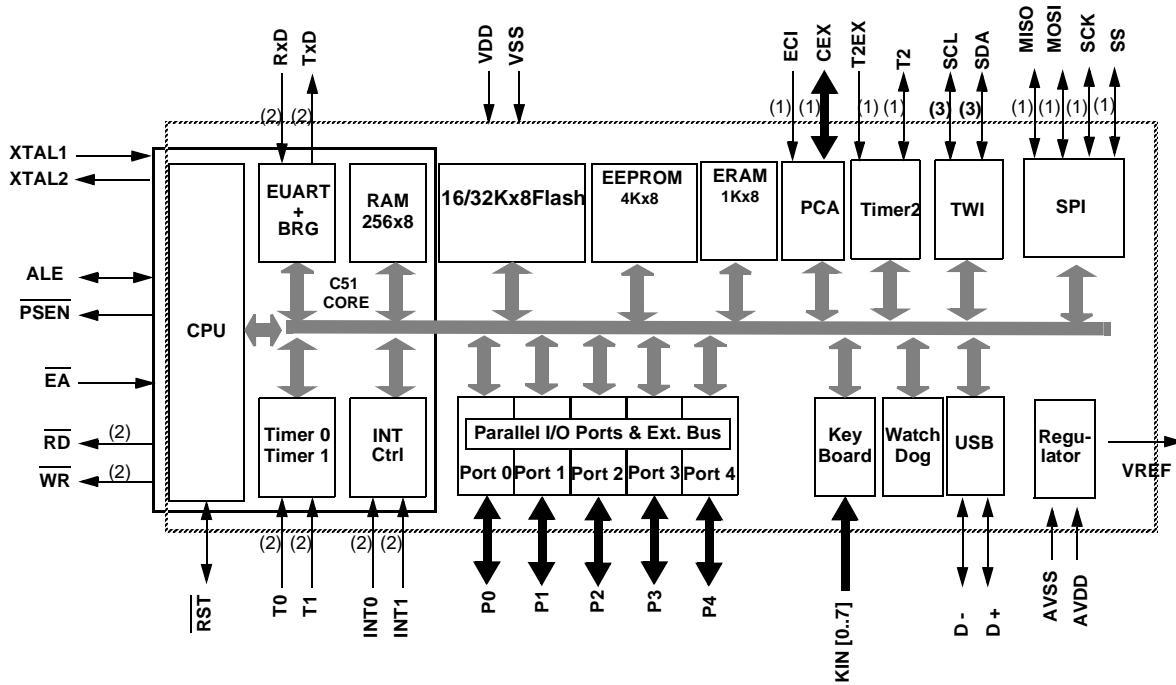 RxD TxD VDD VSS ECI CEX T2EX T2 SCL SDA MISO MOSI SCK SS
(2) (2) (1) (1) (1) (1) (3) (3) (1) (1) (1) (1)
XTAL1
XTAL2
ALE
PSEN
EA
RD (2)
WR (2)
CPU
EUART
+
BRG
RAM
256x8
C51
CORE
16/32Kx8Flash
EEPROM
4Kx8
ERAM
1Kx8
PCA
Timer2
TWI
SPI
Timer 0
Timer 1
INT
Ctrl
Parallel I/O Ports & Ext. Bus
Port 0 Port 1 Port 2 Port 3 Port 4
Key
Board
Watch
Dog
USB
Regu-
lator
VREF
(2) (2) (2) (2)
RST T0 T1 INT0 INT1 P0 P1 P2 P3 P4 KIN [0..7] D - D + AVSS AVDD